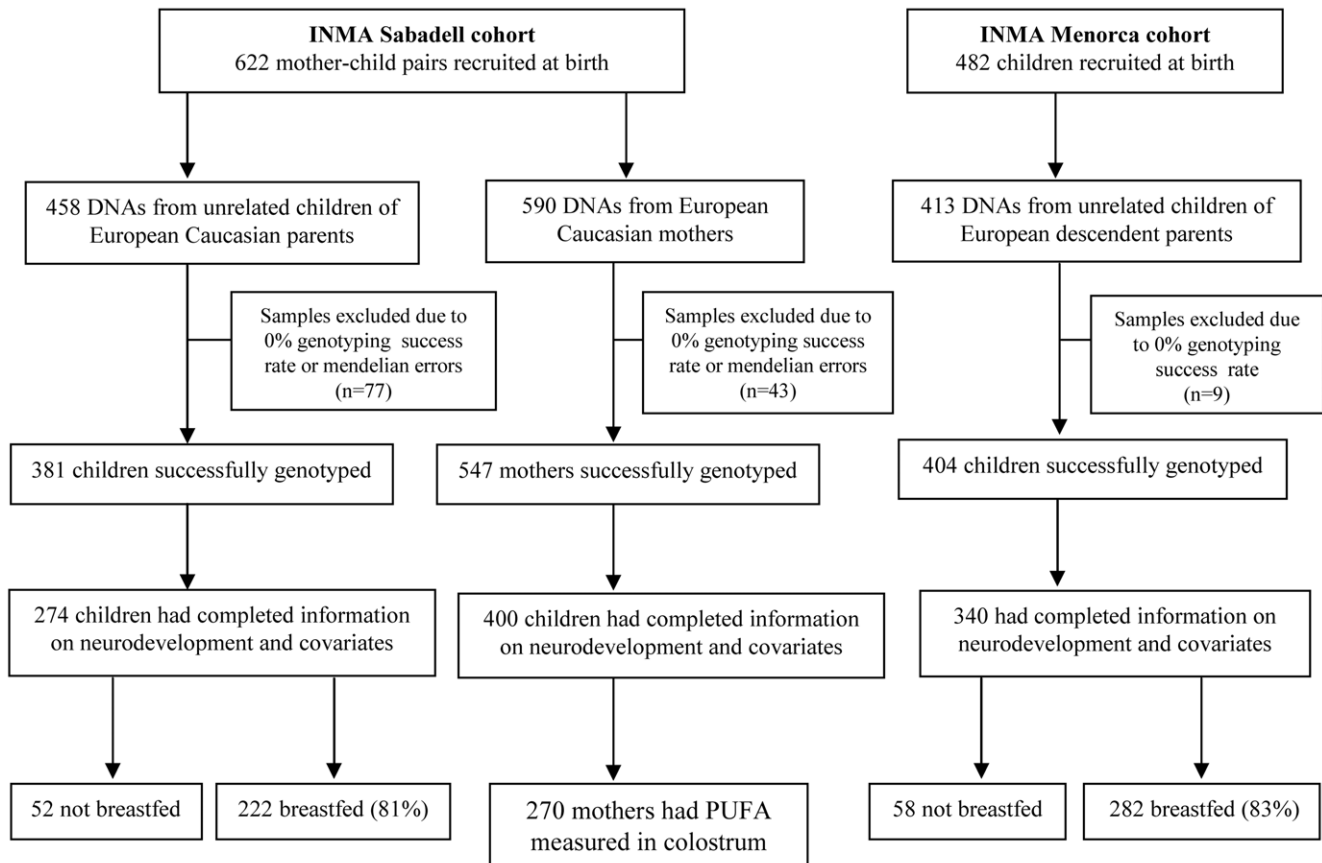 INMA Sabadell cohort
622 mother-child pairs recruited at birth
INMA Menorca cohort
482 children recruited at birth
458 DNAs from unrelated children of
European Caucasian parents
590 DNAs from European
Caucasian mothers
413 DNAs from unrelated children of
European descendent parents
Samples excluded due to
0% genotyping success
rate or mendelian errors
(n=77)
Samples excluded due to
0% genotyping success
rate or mendelian errors
(n=43)
Samples excluded due
to 0% genotyping
success rate
(n=9)
381 children successfully genotyped
547 mothers successfully genotyped
404 children successfully genotyped
274 children had completed information
on neurodevelopment and covariates
400 children had completed information
on neurodevelopment and covariates
340 had completed information on
neurodevelopment and covariates
52 not breastfed
222 breastfed (81%)
270 mothers had PUFA
measured in colostrum
58 not breastfed
282 breastfed (83%)